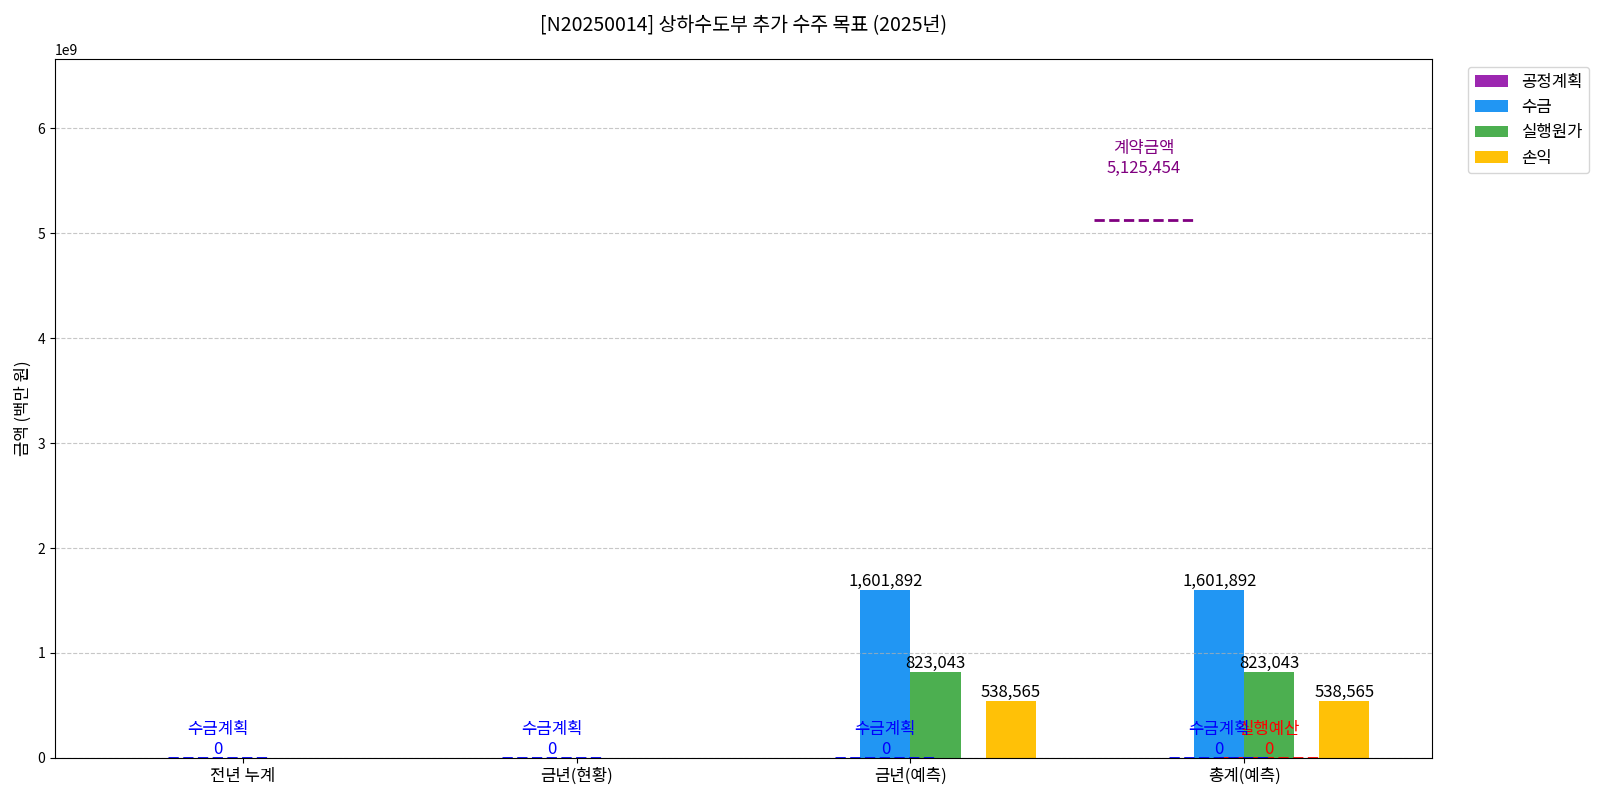 [N20250014] 상하수도부 추가 수주 목표 (2025년)
1e9
공정계획
수금
실행원가
손익
금액 (백만 원)
6
5
4
3
2
1
0
계약금액
5,125,454
1,601,892
823,043
538,565
1,601,892
823,043
538,565
수금계획
0
수금계획
0
수금계획
0
수금계획
0
실행예산
0
전년 누계
금년(현황)
금년(예측)
총계(예측)